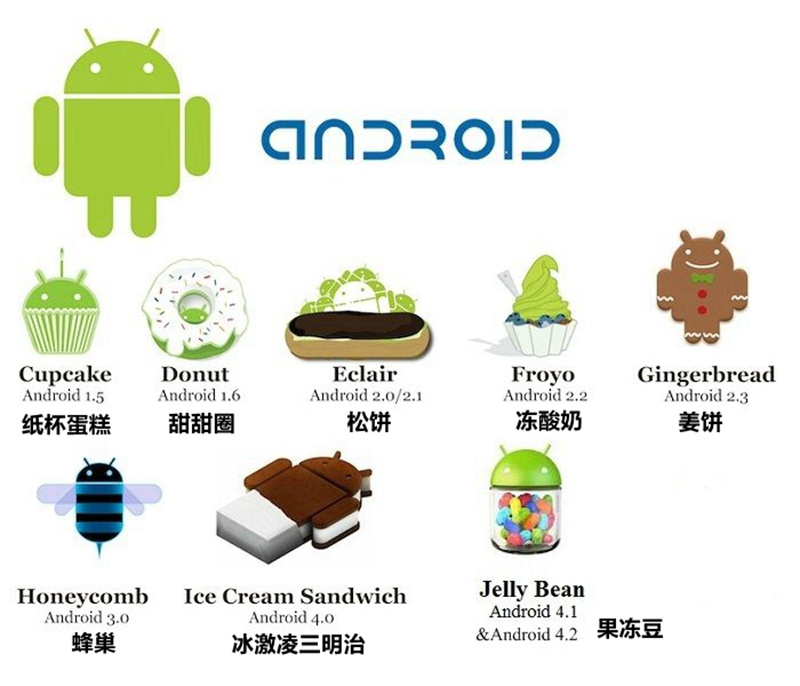 ANDROID
Cupcake
Android 1.5
纸杯蛋糕
Donut
Android 1.6
甜甜圈
Eclair
Android 2.0/2.1
松饼
Froyo
Android 2.2
冻酸奶
Gingerbread
Android 2.3
姜饼
Honeycomb
Android 3.0
蜂巢
Ice Cream Sandwich
Android 4.0
冰激凌三明治
Jelly Bean
Android 4.1
&Android 4.2
果冻豆